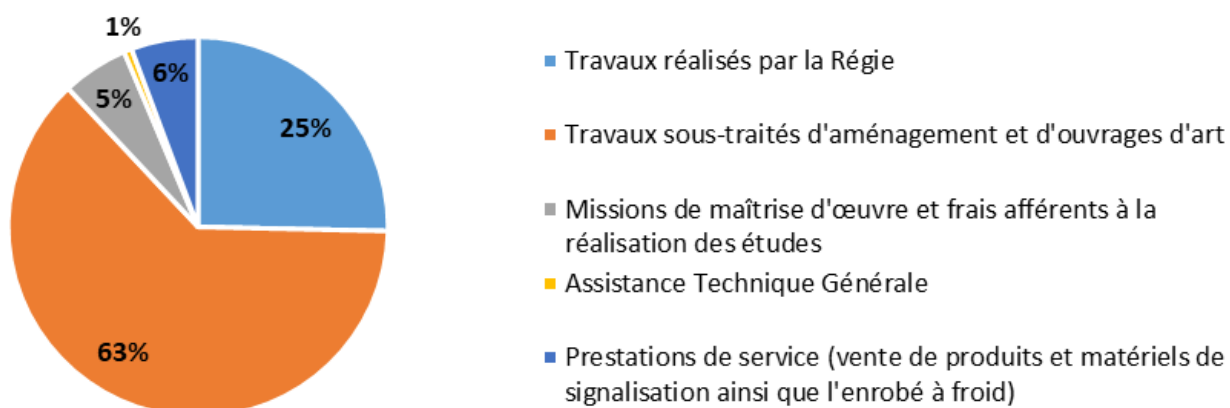 1%
6%
5%
25%
63%
Travaux réalisés par la Régie
Travaux sous-traités d'aménagement et d'ouvrages d'art
Missions de maîtrise d'œuvre et frais afférents à la
réalisation des études
Assistance Technique Générale
Prestations de service (vente de produits et matériels de
signalisation ainsi que l'enrobé à froid)